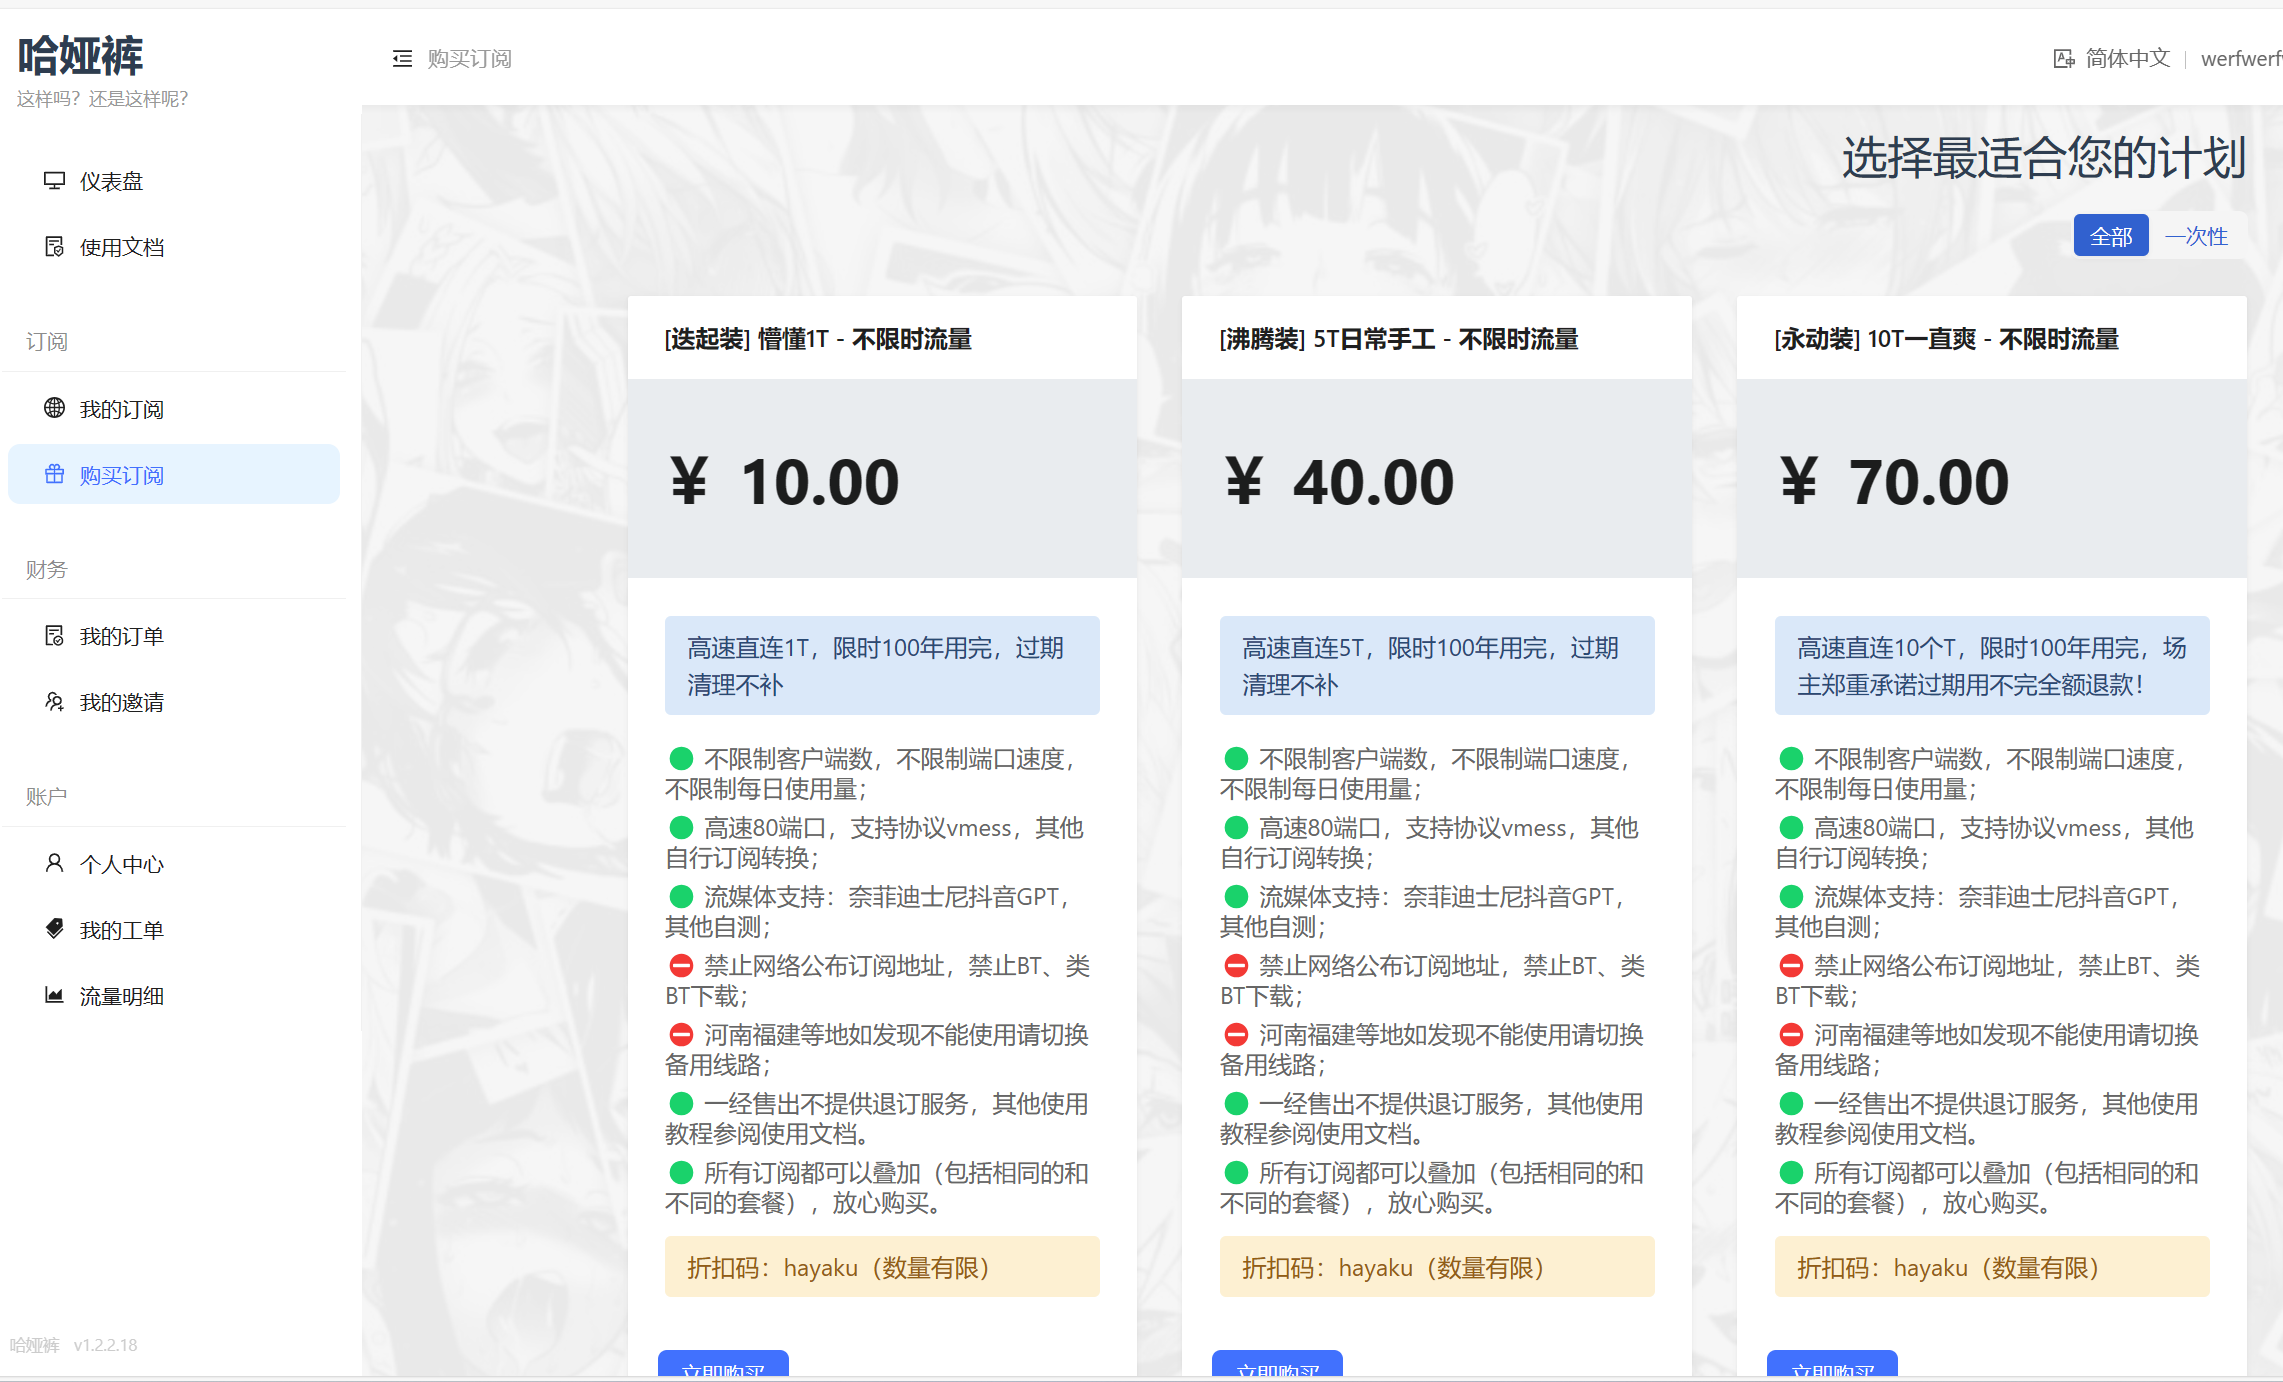 哈娅裤
这样吗？还是这样呢？
仪表盘
使用文档
订阅
我的订阅
购买订阅
财务
我的订单
我的邀请
账户
个人中心
我的工单
流量明细
哈娅裤 v1.2.2.18
购买订阅
简体中文
werfwerf
选择最适合您的计划
全部 一次性
[迭起装] 懵懂1T - 不限时流量
¥ 10.00
高速直连1T，限时100年用完，过期
清理不补
不限制客户端数，不限制端口速度，
不限制每日使用量；
高速80端口，支持协议vmess，其他
自行订阅转换；
流媒体支持：奈菲迪士尼抖音GPT，
其他自测；
禁止网络公布订阅地址，禁止BT、类
BT下载；
河南福建等地如发现不能使用请切换
备用线路；
一经售出不提供退订服务，其他使用
教程参阅使用文档。
所有订阅都可以叠加（包括相同的和
不同的套餐），放心购买。
折扣码：hayaku（数量有限）
立即购买
[沸腾装] 5T日常手工 - 不限时流量
¥ 40.00
高速直连5T，限时100年用完，过期
清理不补
不限制客户端数，不限制端口速度，
不限制每日使用量；
高速80端口，支持协议vmess，其他
自行订阅转换；
流媒体支持：奈菲迪士尼抖音GPT，
其他自测；
禁止网络公布订阅地址，禁止BT、类
BT下载；
河南福建等地如发现不能使用请切换
备用线路；
一经售出不提供退订服务，其他使用
教程参阅使用文档。
所有订阅都可以叠加（包括相同的和
不同的套餐），放心购买。
折扣码：hayaku（数量有限）
立即购买
[永动装] 10T一直爽 - 不限时流量
¥ 70.00
高速直连10个T，限时100年用完，场
主郑重承诺过期用不完全额退款！
不限制客户端数，不限制端口速度，
不限制每日使用量；
高速80端口，支持协议vmess，其他
自行订阅转换；
流媒体支持：奈菲迪士尼抖音GPT，
其他自测；
禁止网络公布订阅地址，禁止BT、类
BT下载；
河南福建等地如发现不能使用请切换
备用线路；
一经售出不提供退订服务，其他使用
教程参阅使用文档。
所有订阅都可以叠加（包括相同的和
不同的套餐），放心购买。
折扣码：hayaku（数量有限）
立即购买